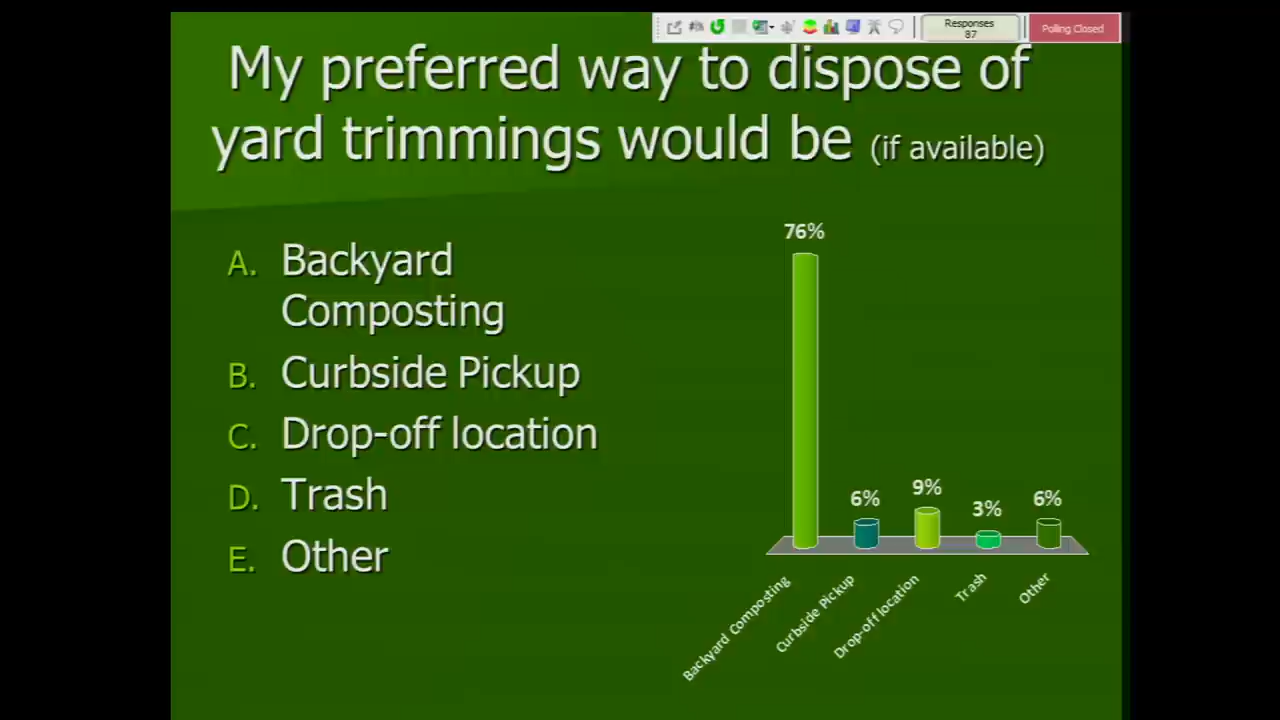 Responses
87
Polling Closed
My preferred way to dispose of
yard trimmings would be (if available)
A. Backyard
Composting
B. Curbside Pickup
C. Drop-off location
D. Trash
E. Other
76%
6%
9%
3%
6%
Backyard Composting
Curbside Pickup
Drop-off location
Trash
Other